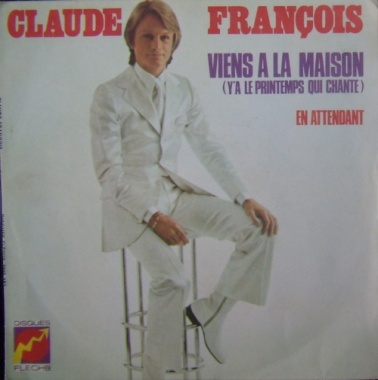 CLAUDE FRANÇOIS
VIENS A LA MAISON
(Y'A LE PRINTEMPS QUI CHANTE)
EN ATTENDANT
DISQUES
FLECHE